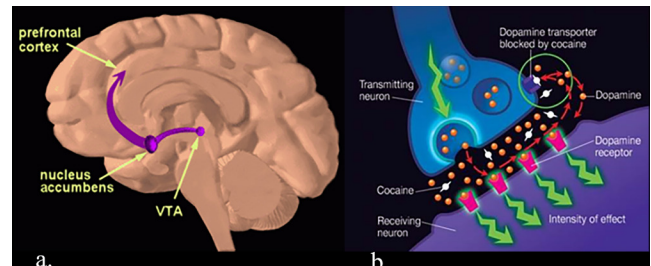 prefrontal
cortex
nucleus
accumbens
VTA
a.
Dopamine transporter
blocked by cocaine
Transmitting
neuron
Dopamine
Dopamine
receptor
Cocaine
Receiving
neuron
Intensity of effect
b